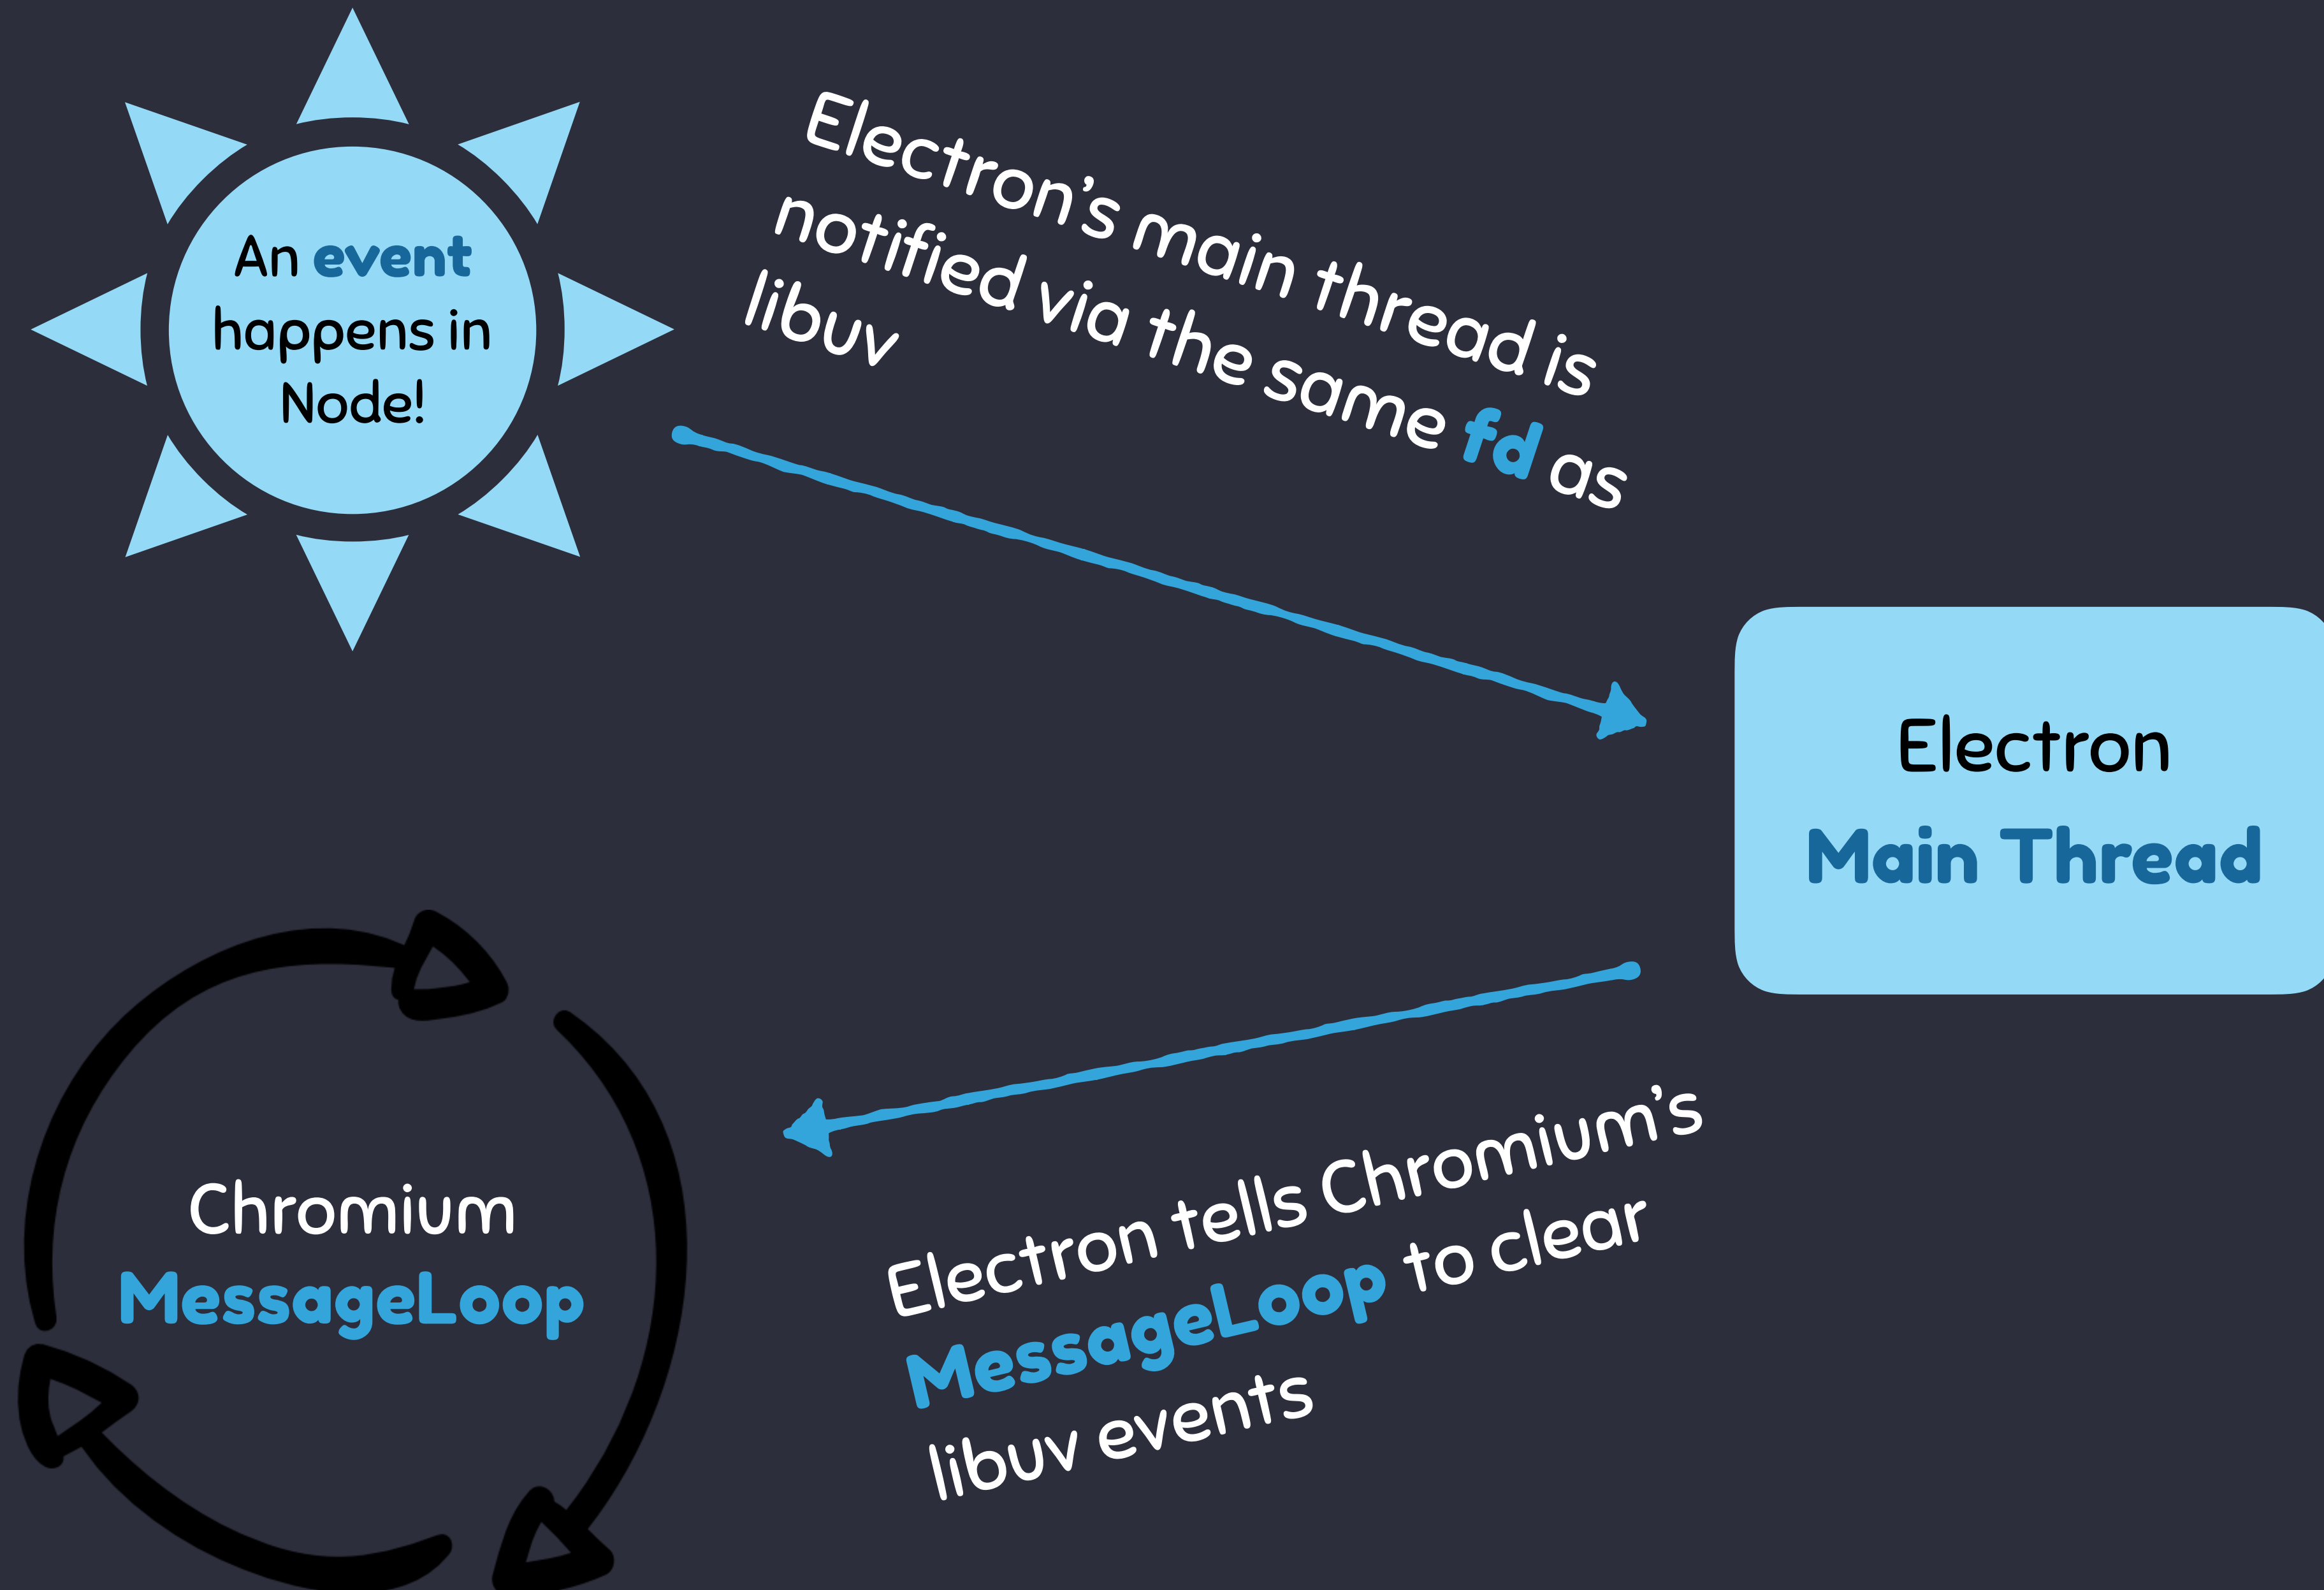 An event
happens in
Node!
Electron’s main thread is
notified via the same fd as
libuv
Electron
Main Thread
Electron tells Chromium’s
MessageLoop to clear
libuv events
Chromium
MessageLoop